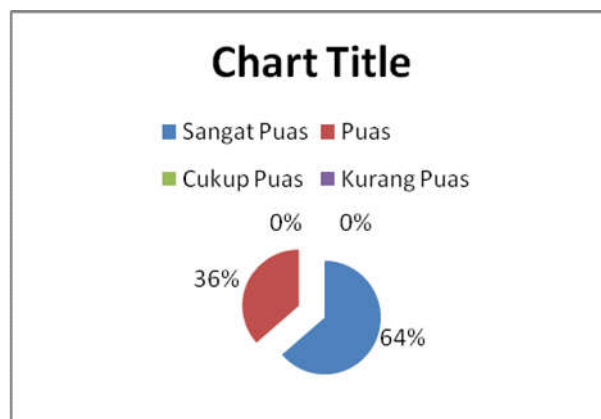 Chart Title
Sangat Puas Puas
Cukup Puas Kurang Puas
0% 0%
36%
64%